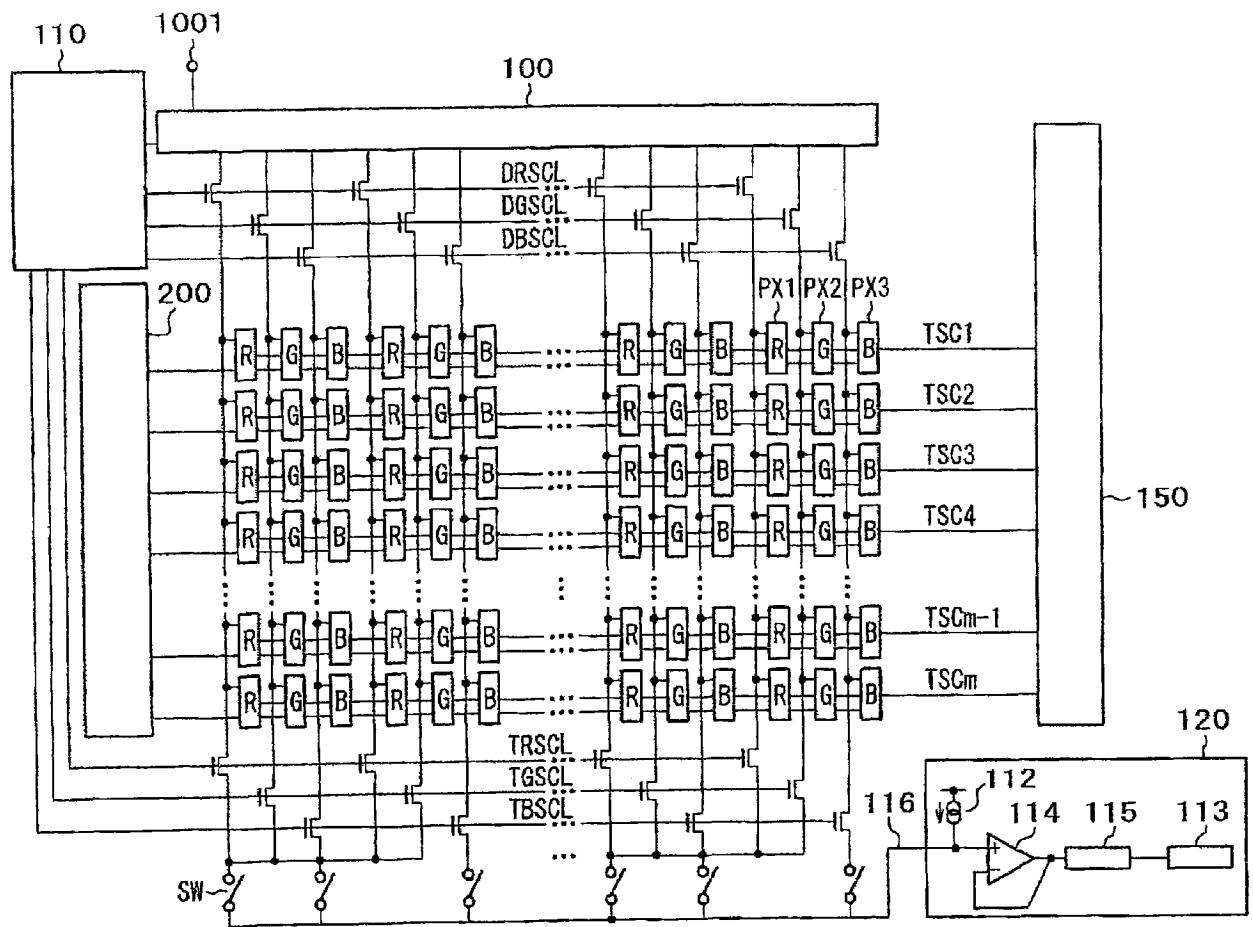 1001
110
100
DRSCL ...
DGSCL ...
DBSCL ...
200
PX1 PX2 PX3
R G B R G B ... R G B R G B TSC1
R G B R G B ... R G B R G B TSC2
R G B R G B ... R G B R G B TSC3
R G B R G B ... R G B R G B TSC4
150
R G B R G B ... R G B R G B TSCm-1
R G B R G B ... R G B R G B TSCm
120
TRSCL ...
TGSCL ...
TBSCL ...
116
112
114
115
113
SW
+
−